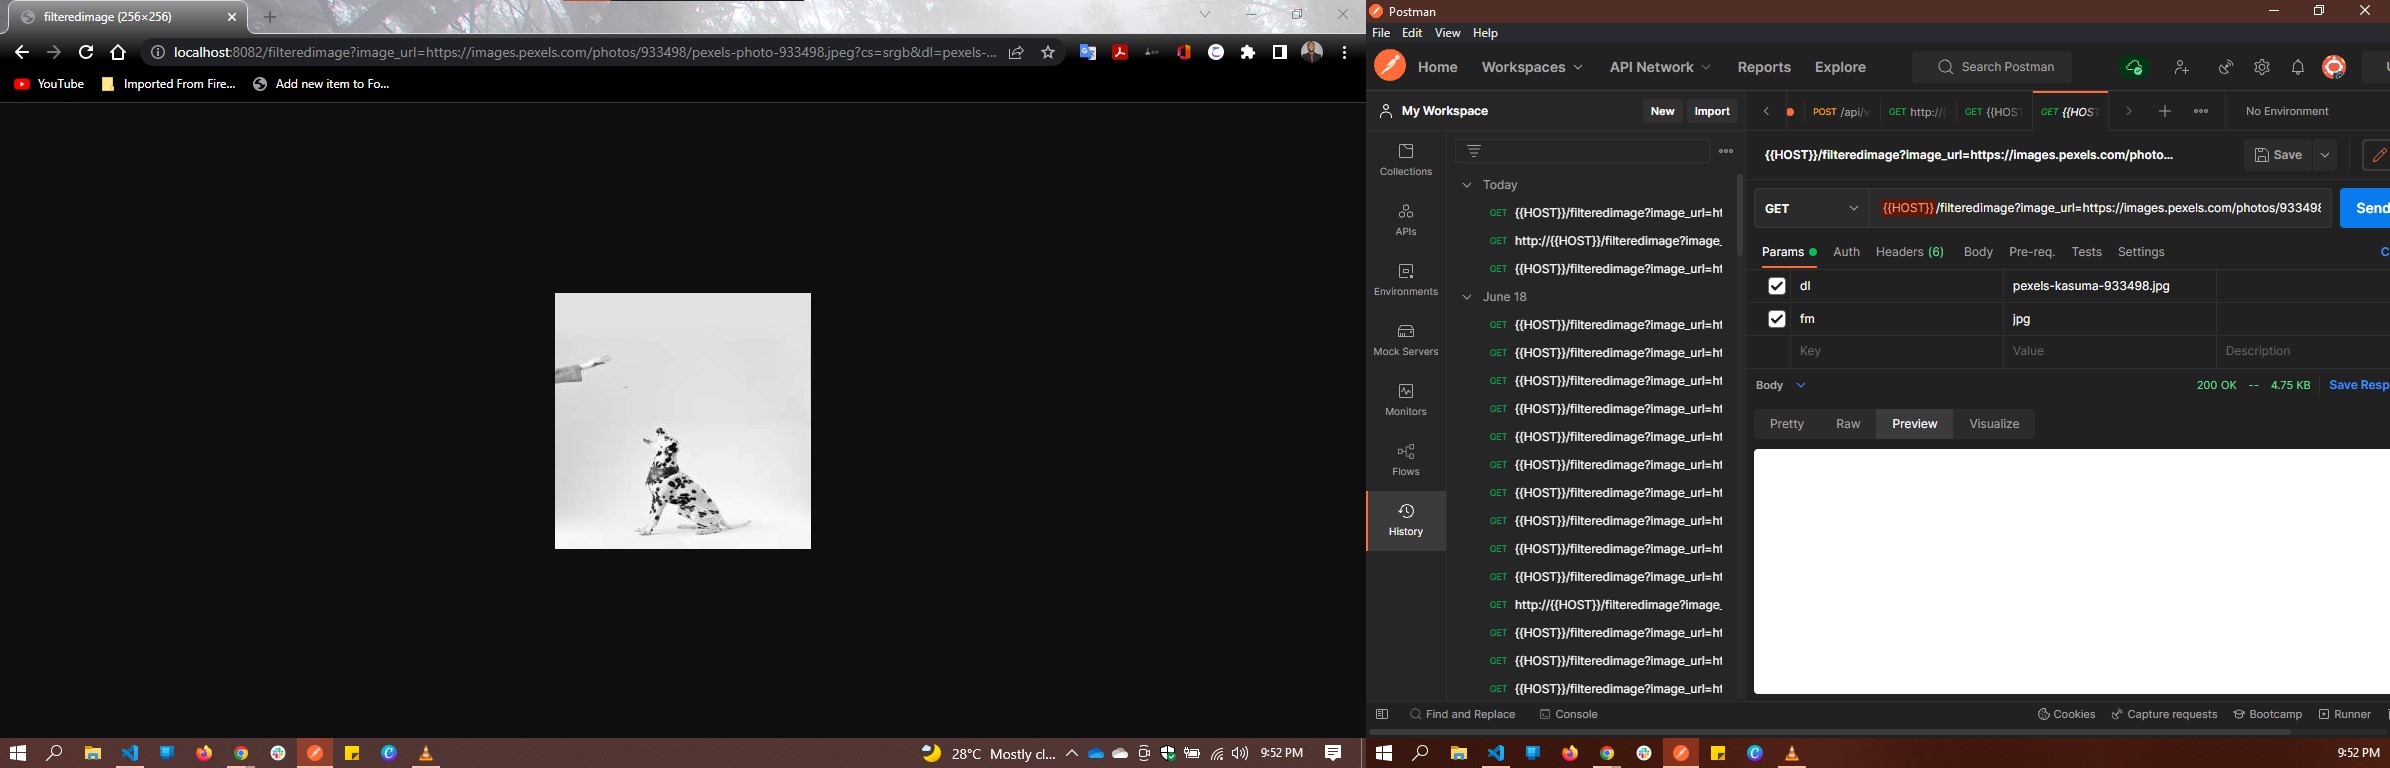 filteredimage (256×256)
localhost:8082/filteredimage?image_url=https://images.pexels.com/photos/933498/pexels-photo-933498.jpeg?cs=srgb&dl=pexels-...
YouTube
Imported From Fire...
Add new item to Fo...
28°C Mostly cl...
9:52 PM
Postman
File Edit View Help
Home Workspaces API Network Reports Explore
Search Postman
My Workspace
New Import
POST /api/v
GET http://
GET {{HOST
GET {{HOS
No Environment
Collections
APIs
Environments
Mock Servers
Monitors
Flows
History
Today
GET {{HOST}}/filteredimage?image_url=ht
GET http://{{HOST}}/filteredimage?image_
GET {{HOST}}/filteredimage?image_url=ht
June 18
GET {{HOST}}/filteredimage?image_url=ht
GET {{HOST}}/filteredimage?image_url=ht
GET {{HOST}}/filteredimage?image_url=ht
GET {{HOST}}/filteredimage?image_url=ht
GET {{HOST}}/filteredimage?image_url=ht
GET {{HOST}}/filteredimage?image_url=ht
GET {{HOST}}/filteredimage?image_url=ht
GET {{HOST}}/filteredimage?image_url=ht
GET {{HOST}}/filteredimage?image_url=ht
GET {{HOST}}/filteredimage?image_url=ht
GET http://{{HOST}}/filteredimage?image_
GET {{HOST}}/filteredimage?image_url=ht
GET {{HOST}}/filteredimage?image_url=ht
GET {{HOST}}/filteredimage?image_url=ht
{{HOST}}/filteredimage?image_url=https://images.pexels.com/photo...
Save
GET
{{HOST}}/filteredimage?image_url=https://images.pexels.com/photos/933498
Send
Params Auth Headers (6) Body Pre-req. Tests Settings
C
dl pexels-kasuma-933498.jpg
fm jpg
Key Value Description
Body
200 OK -- 4.75 KB Save Resp
Pretty Raw Preview Visualize
Find and Replace Console
Cookies Capture requests Bootcamp Runner
9:52 PM